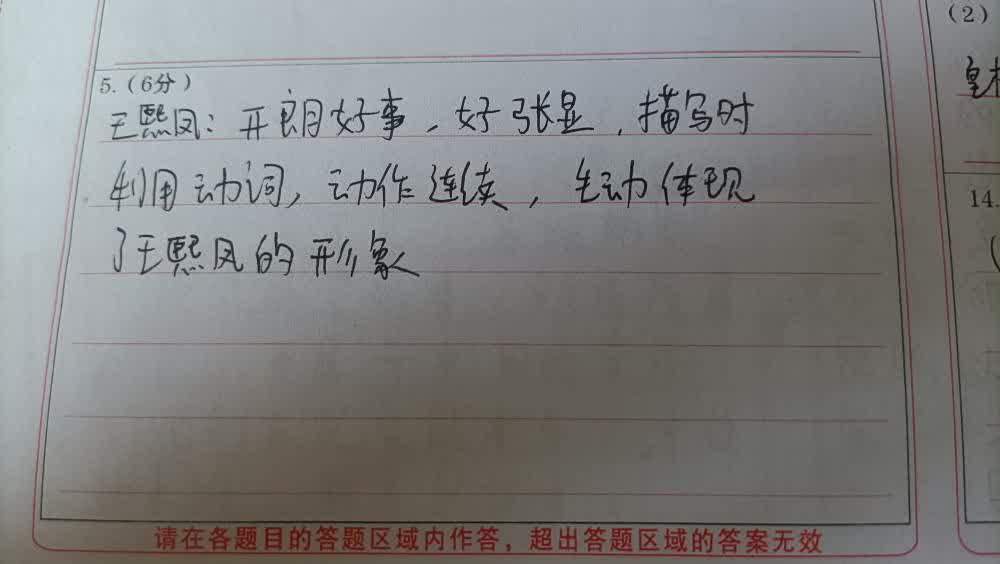 (2)
5.(6分)
王熙凤：开朗好事，好张显，描写时
利用动词，动作连续，生动体现
了王熙凤的形象
14.
请在各题目的答题区域内作答，超出答题区域的答案无效